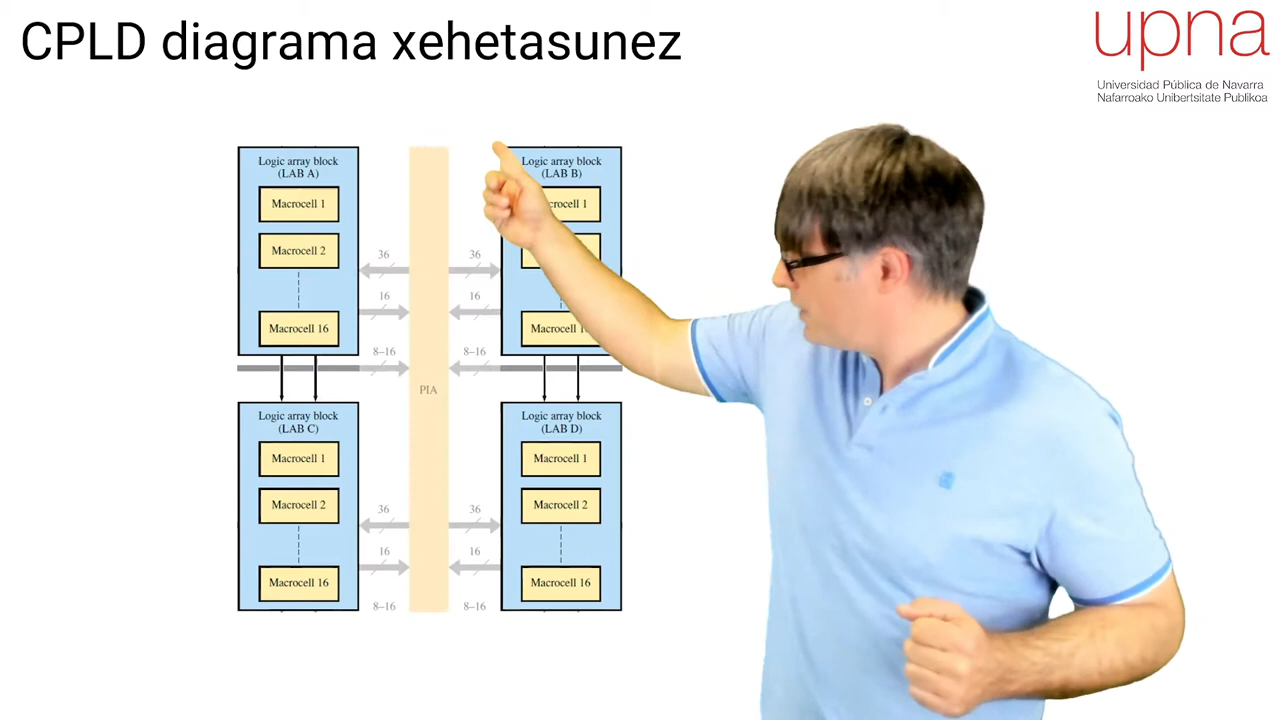 CPLD diagrama xehetasunez
upna
Universidad Pública de Navarra
Nafarroako Unibertsitate Publikoa
Logic array block
(LAB A)
Macrocell 1
Macrocell 2
Macrocell 16
36
16
8–16
PIA
36
16
8–16
Logic array block
(LAB B)
Macrocell
Logic array block
(LAB C)
Macrocell 1
Macrocell 2
Macrocell 16
36
16
8–16
36
16
8–16
Logic array block
(LAB D)
Macrocell 1
Macrocell 2
Macrocell 16